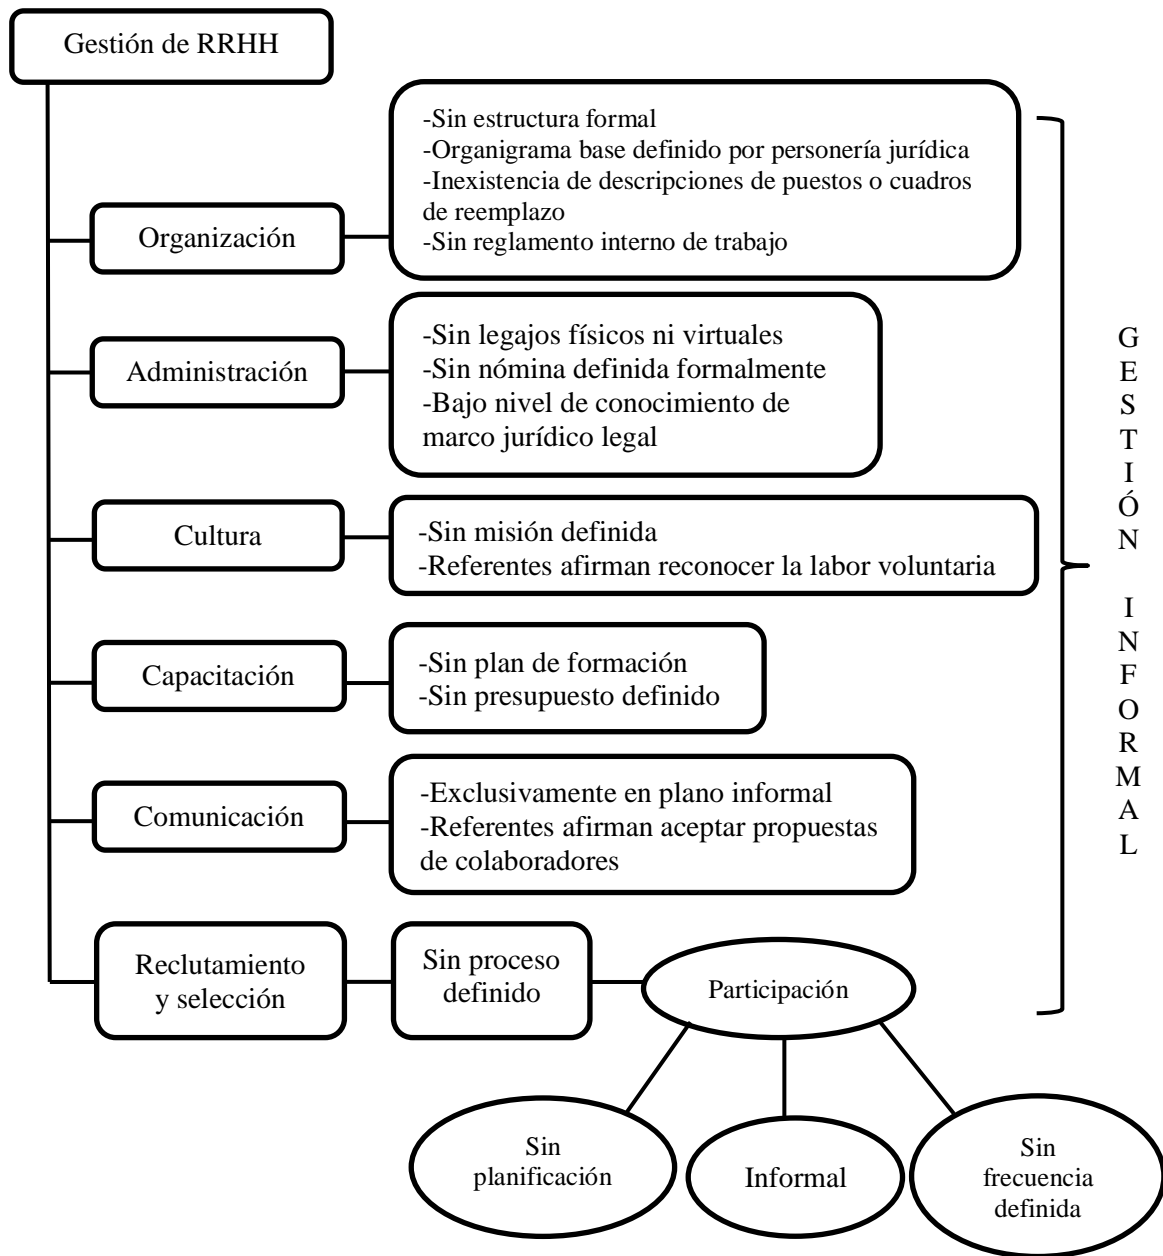 Gestión de RRHH
-Sin estructura formal
-Organigrama base definido por personería jurídica
-Inexistencia de descripciones de puestos o cuadros
de reemplazo
-Sin reglamento interno de trabajo
Organización
-Sin legajos físicos ni virtuales
-Sin nómina definida formalmente
-Bajo nivel de conocimiento de
marco jurídico legal
Administración
Cultura
-Sin misión definida
-Referentes afirman reconocer la labor voluntaria
Capacitación
-Sin plan de formación
-Sin presupuesto definido
Comunicación
-Exclusivamente en plano informal
-Referentes afirman aceptar propuestas
de colaboradores
Reclutamiento
y selección
Sin proceso
definido
Participación
Sin
planificación
Informal
Sin
frecuencia
definida
G
E
S
T
I
Ó
N
I
N
F
O
R
M
A
L